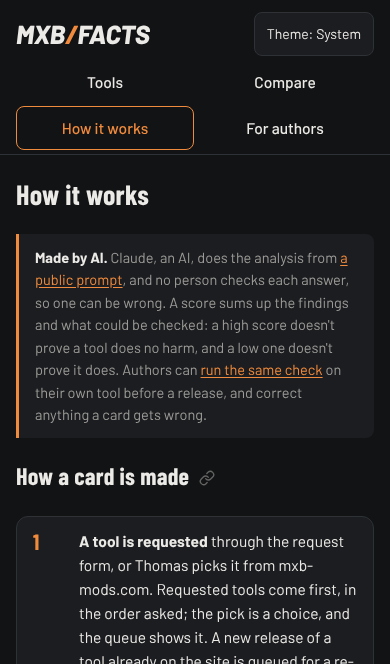 MXB/FACTS
Theme: System
Tools
Compare
How it works
For authors
How it works
Made by AI. Claude, an AI, does the analysis from a
public prompt, and no person checks each answer,
so one can be wrong. A score sums up the findings
and what could be checked: a high score doesn't
prove a tool does no harm, and a low one doesn't
prove it does. Authors can run the same check on
their own tool before a release, and correct
anything a card gets wrong.
How a card is made
1
A tool is requested through the request
form, or Thomas picks it from mxb-
mods.com. Requested tools come first, in
the order asked; the pick is a choice, and
the queue shows it. A new release of a
tool already on the site is queued for a re-